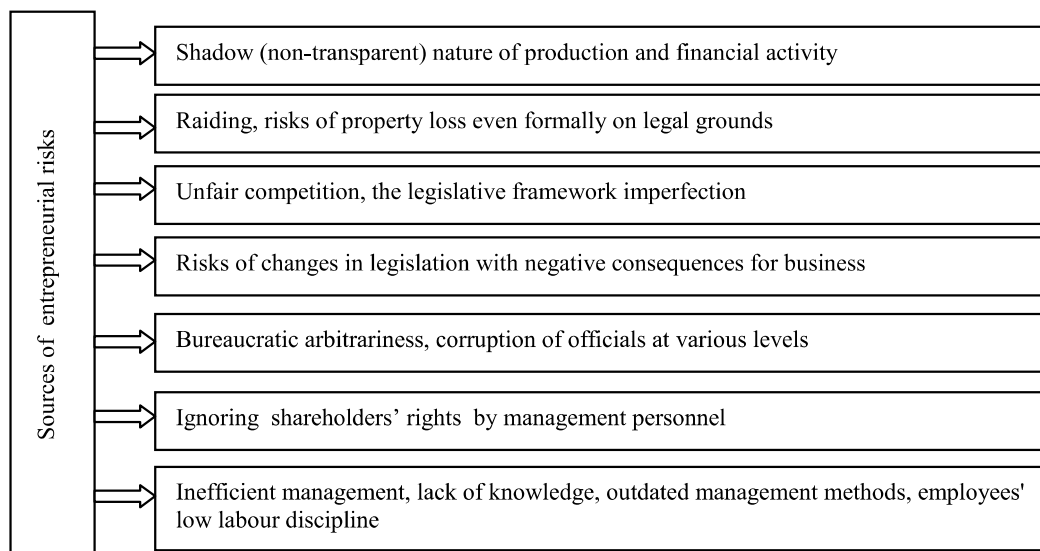 Sources of entrepreneurial risks
Shadow (non-transparent) nature of production and financial activity
Raiding, risks of property loss even formally on legal grounds
Unfair competition, the legislative framework imperfection
Risks of changes in legislation with negative consequences for business
Bureaucratic arbitrariness, corruption of officials at various levels
Ignoring shareholders’ rights by management personnel
Inefficient management, lack of knowledge, outdated management methods, employees'
low labour discipline